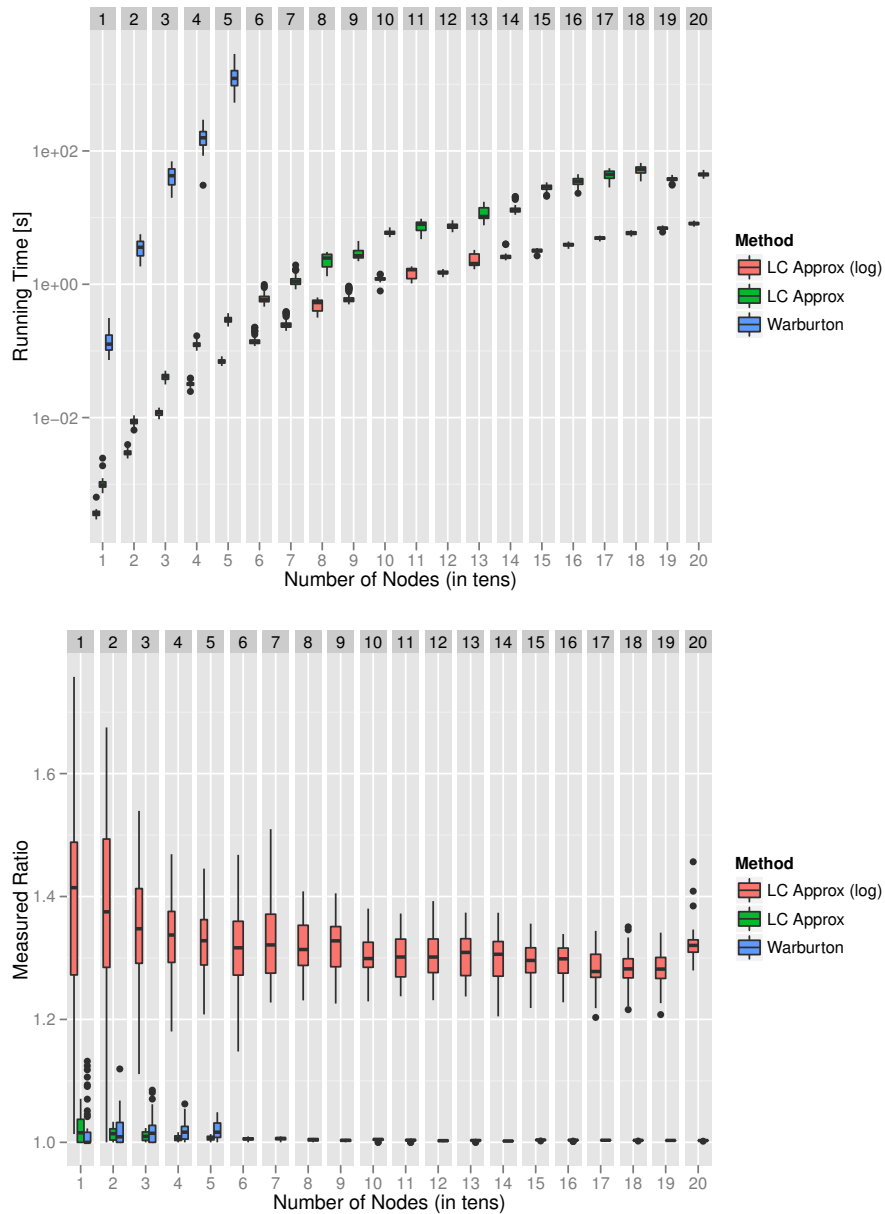 1 2 3 4 5 6 7 8 9 10 11 12 13 14 15 16 17 18 19 20
1e+02
1e+00
1e−02
Running Time [s]
1 2 3 4 5 6 7 8 9 10 11 12 13 14 15 16 17 18 19 20
Number of Nodes (in tens)
Method
LC Approx (log)
LC Approx
Warburton
1 2 3 4 5 6 7 8 9 10 11 12 13 14 15 16 17 18 19 20
1.6
1.4
1.2
1.0
Measured Ratio
1 2 3 4 5 6 7 8 9 10 11 12 13 14 15 16 17 18 19 20
Number of Nodes (in tens)
Method
LC Approx (log)
LC Approx
Warburton